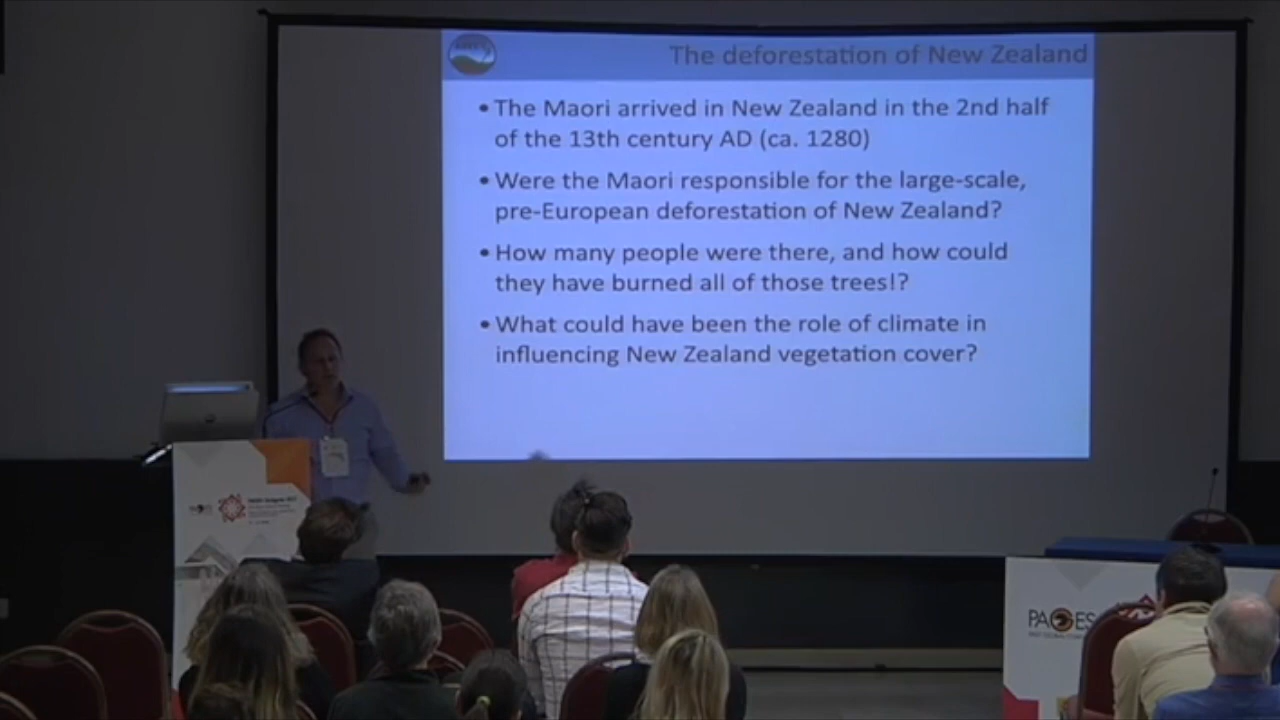 The deforestation of New Zealand
• The Maori arrived in New Zealand in the 2nd half
of the 13th century AD (ca. 1280)
• Were the Maori responsible for the large-scale,
pre-European deforestation of New Zealand?
• How many people were there, and how could
they have burned all of those trees!?
• What could have been the role of climate in
influencing New Zealand vegetation cover?
PAGES